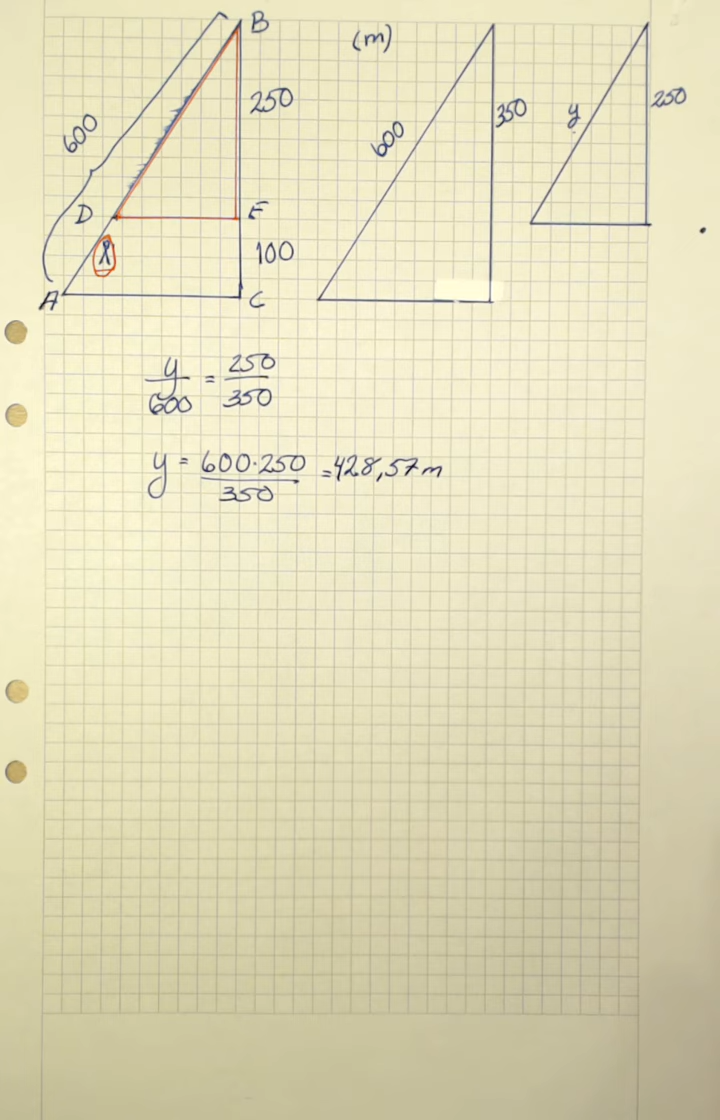 B
(m)
600
250
D
E
X
100
A
C
600
350
y
250
y/600 = 250/350
y = 600·250/350 = 428,57m